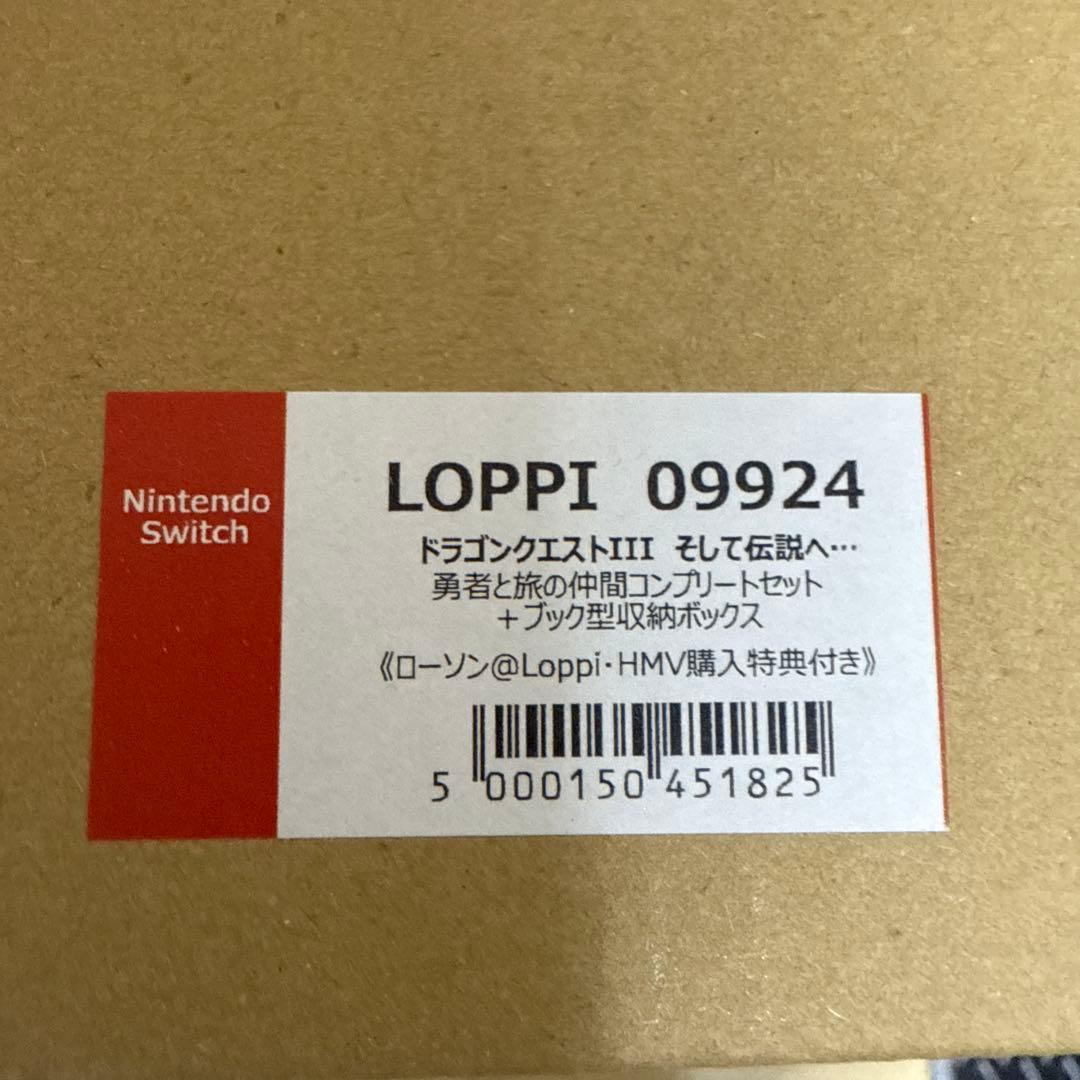 Nintendo
Switch
LOPPI 09924
ドラゴンクエストIII そして伝説へ…
勇者と旅の仲間コンプリートセット
＋ブック型収納ボックス
《ローソン@Loppi・HMV購入特典付き》
5 000150 451825